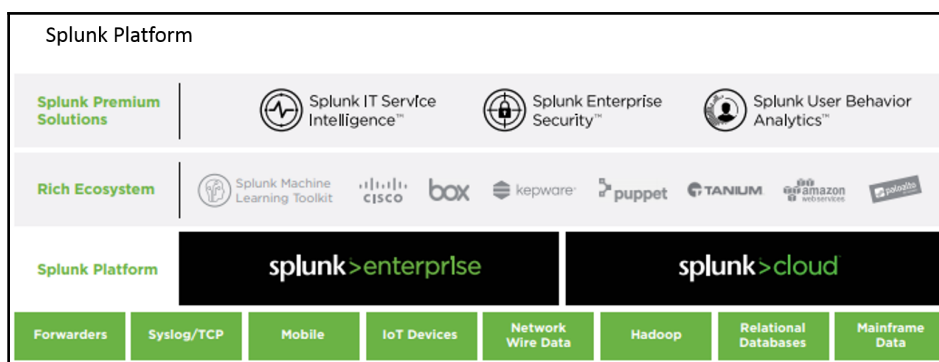 Splunk Platform
Splunk Premium
Solutions
Splunk IT Service
Intelligence™
Splunk Enterprise
Security™
Splunk User Behavior
Analytics™
Rich Ecosystem
Splunk Machine
Learning Toolkit
CISCO
box
kepware
puppet
TANIUM
amazon
webservices
paloalto
Splunk Platform
splunk>enterprise
splunk>cloud
Forwarders
Syslog/TCP
Mobile
IoT Devices
Network
Wire Data
Hadoop
Relational
Databases
Mainframe
Data